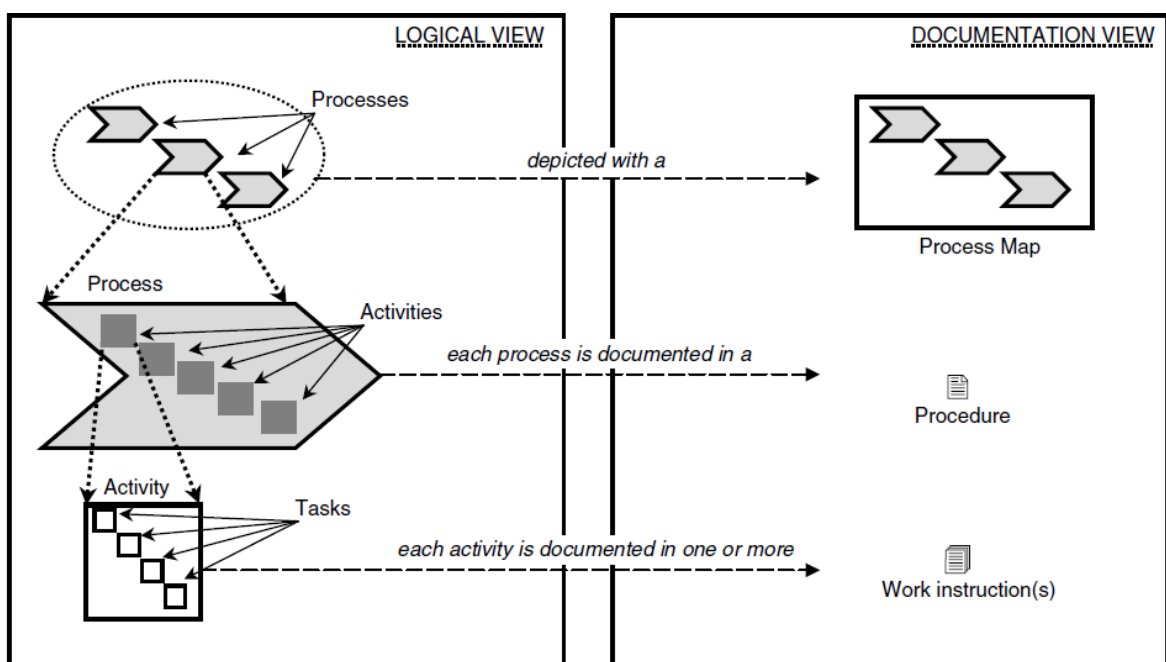 LOGICAL VIEW
DOCUMENTATION VIEW
Processes
depicted with a
Process Map
Process
Activities
each process is documented in a
Procedure
Activity
Tasks
each activity is documented in one or more
Work instruction(s)